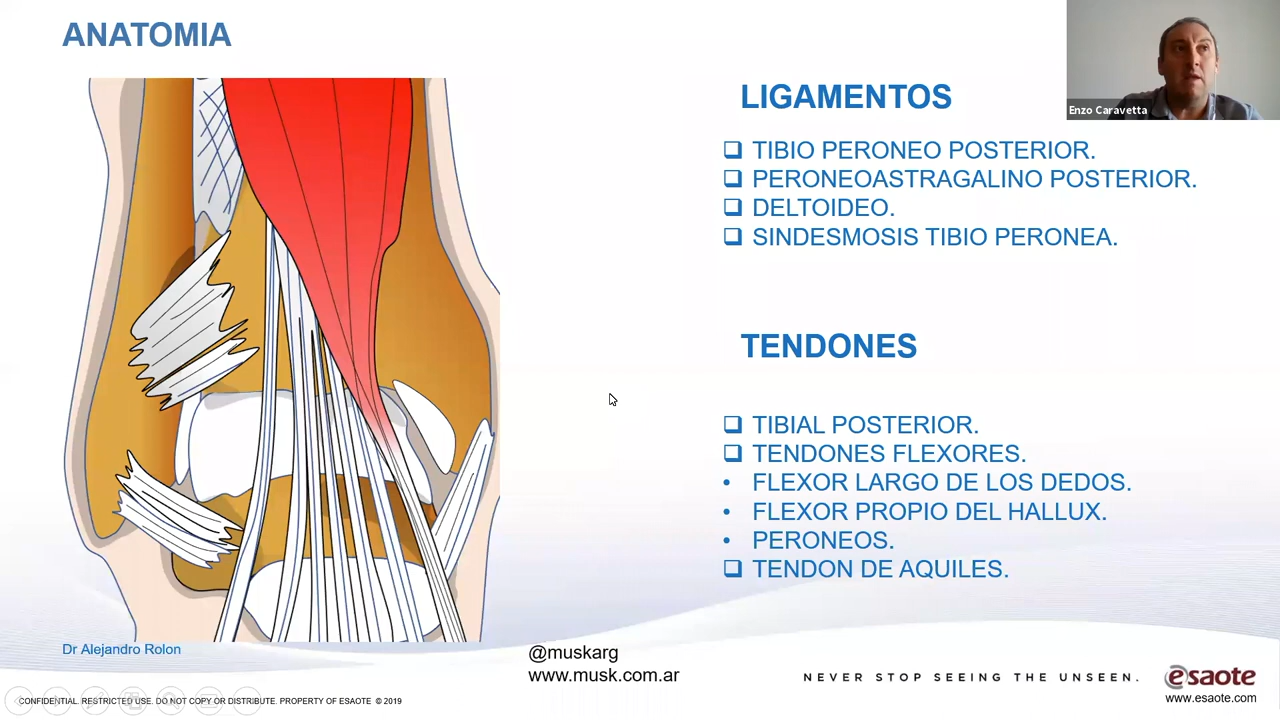 ANATOMIA
Enzo Caravetta
LIGAMENTOS
❑ TIBIO PERONEO POSTERIOR.
❑ PERONEOASTRAGALINO POSTERIOR.
❑ DELTOIDEO.
❑ SINDESMOSIS TIBIO PERONEA.
TENDONES
❑ TIBIAL POSTERIOR.
❑ TENDONES FLEXORES.
• FLEXOR LARGO DE LOS DEDOS.
• FLEXOR PROPIO DEL HALLUX.
• PERONEOS.
❑ TENDON DE AQUILES.
Dr Alejandro Rolon
@muskarg
www.musk.com.ar
NEVER STOP SEEING THE UNSEEN.
esaote
www.esaote.com
CONFIDENTIAL. RESTRICTED USE. DO NOT COPY OR DISTRIBUTE. PROPERTY OF ESAOTE © 2019